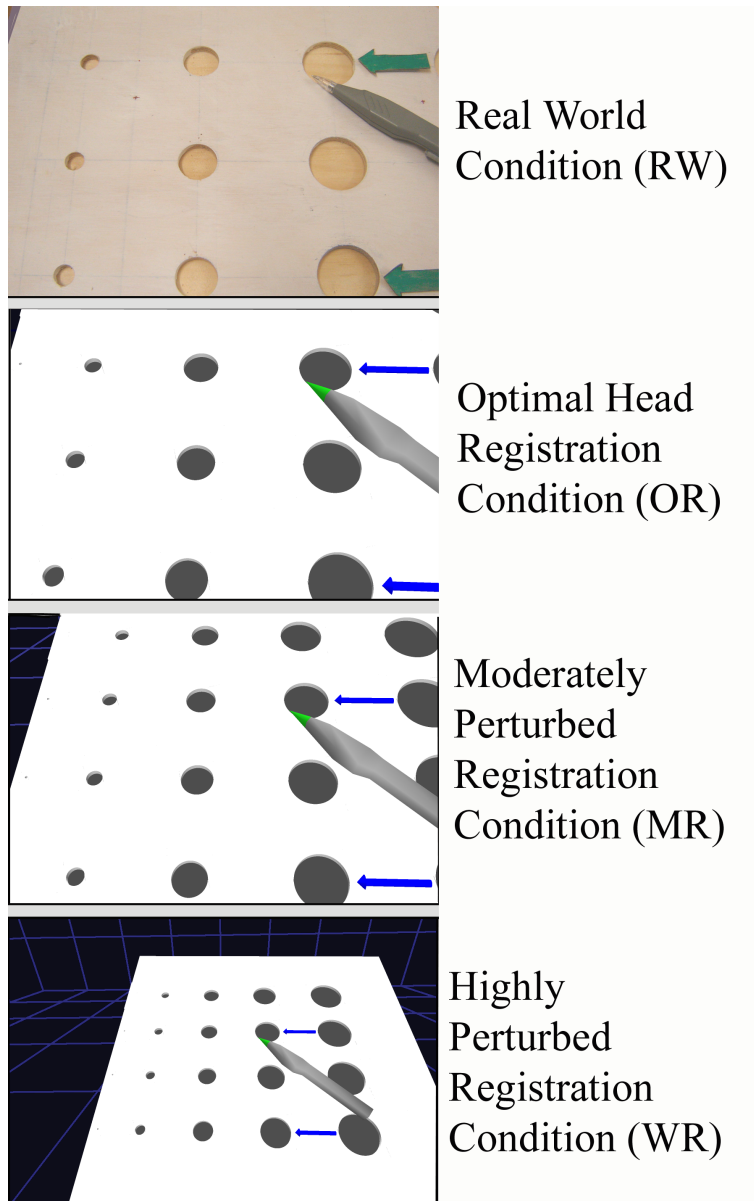 Real World
Condition (RW)
Optimal Head
Registration
Condition (OR)
Moderately
Perturbed
Registration
Condition (MR)
Highly
Perturbed
Registration
Condition (WR)